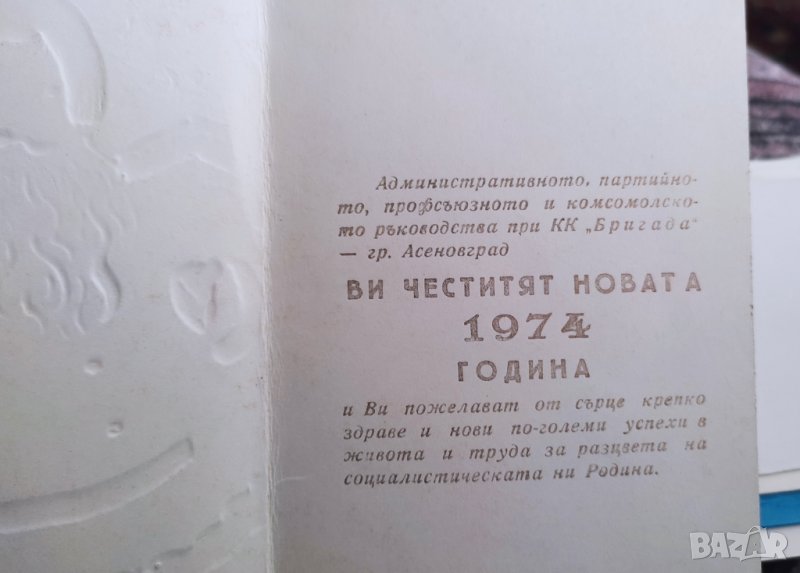 Административното, партийно-
то, профсъюзното и комсомолско-
то ръководства при КК „Бригада“
— гр. Асеновград
ВИ ЧЕСТИТЯТ НОВАТА
1974
ГОДИНА
и Ви пожелават от сърце крепко
здраве и нови по-големи успехи в
живота и труда за разцвета на
социалистическата ни Родина.
BAZAR